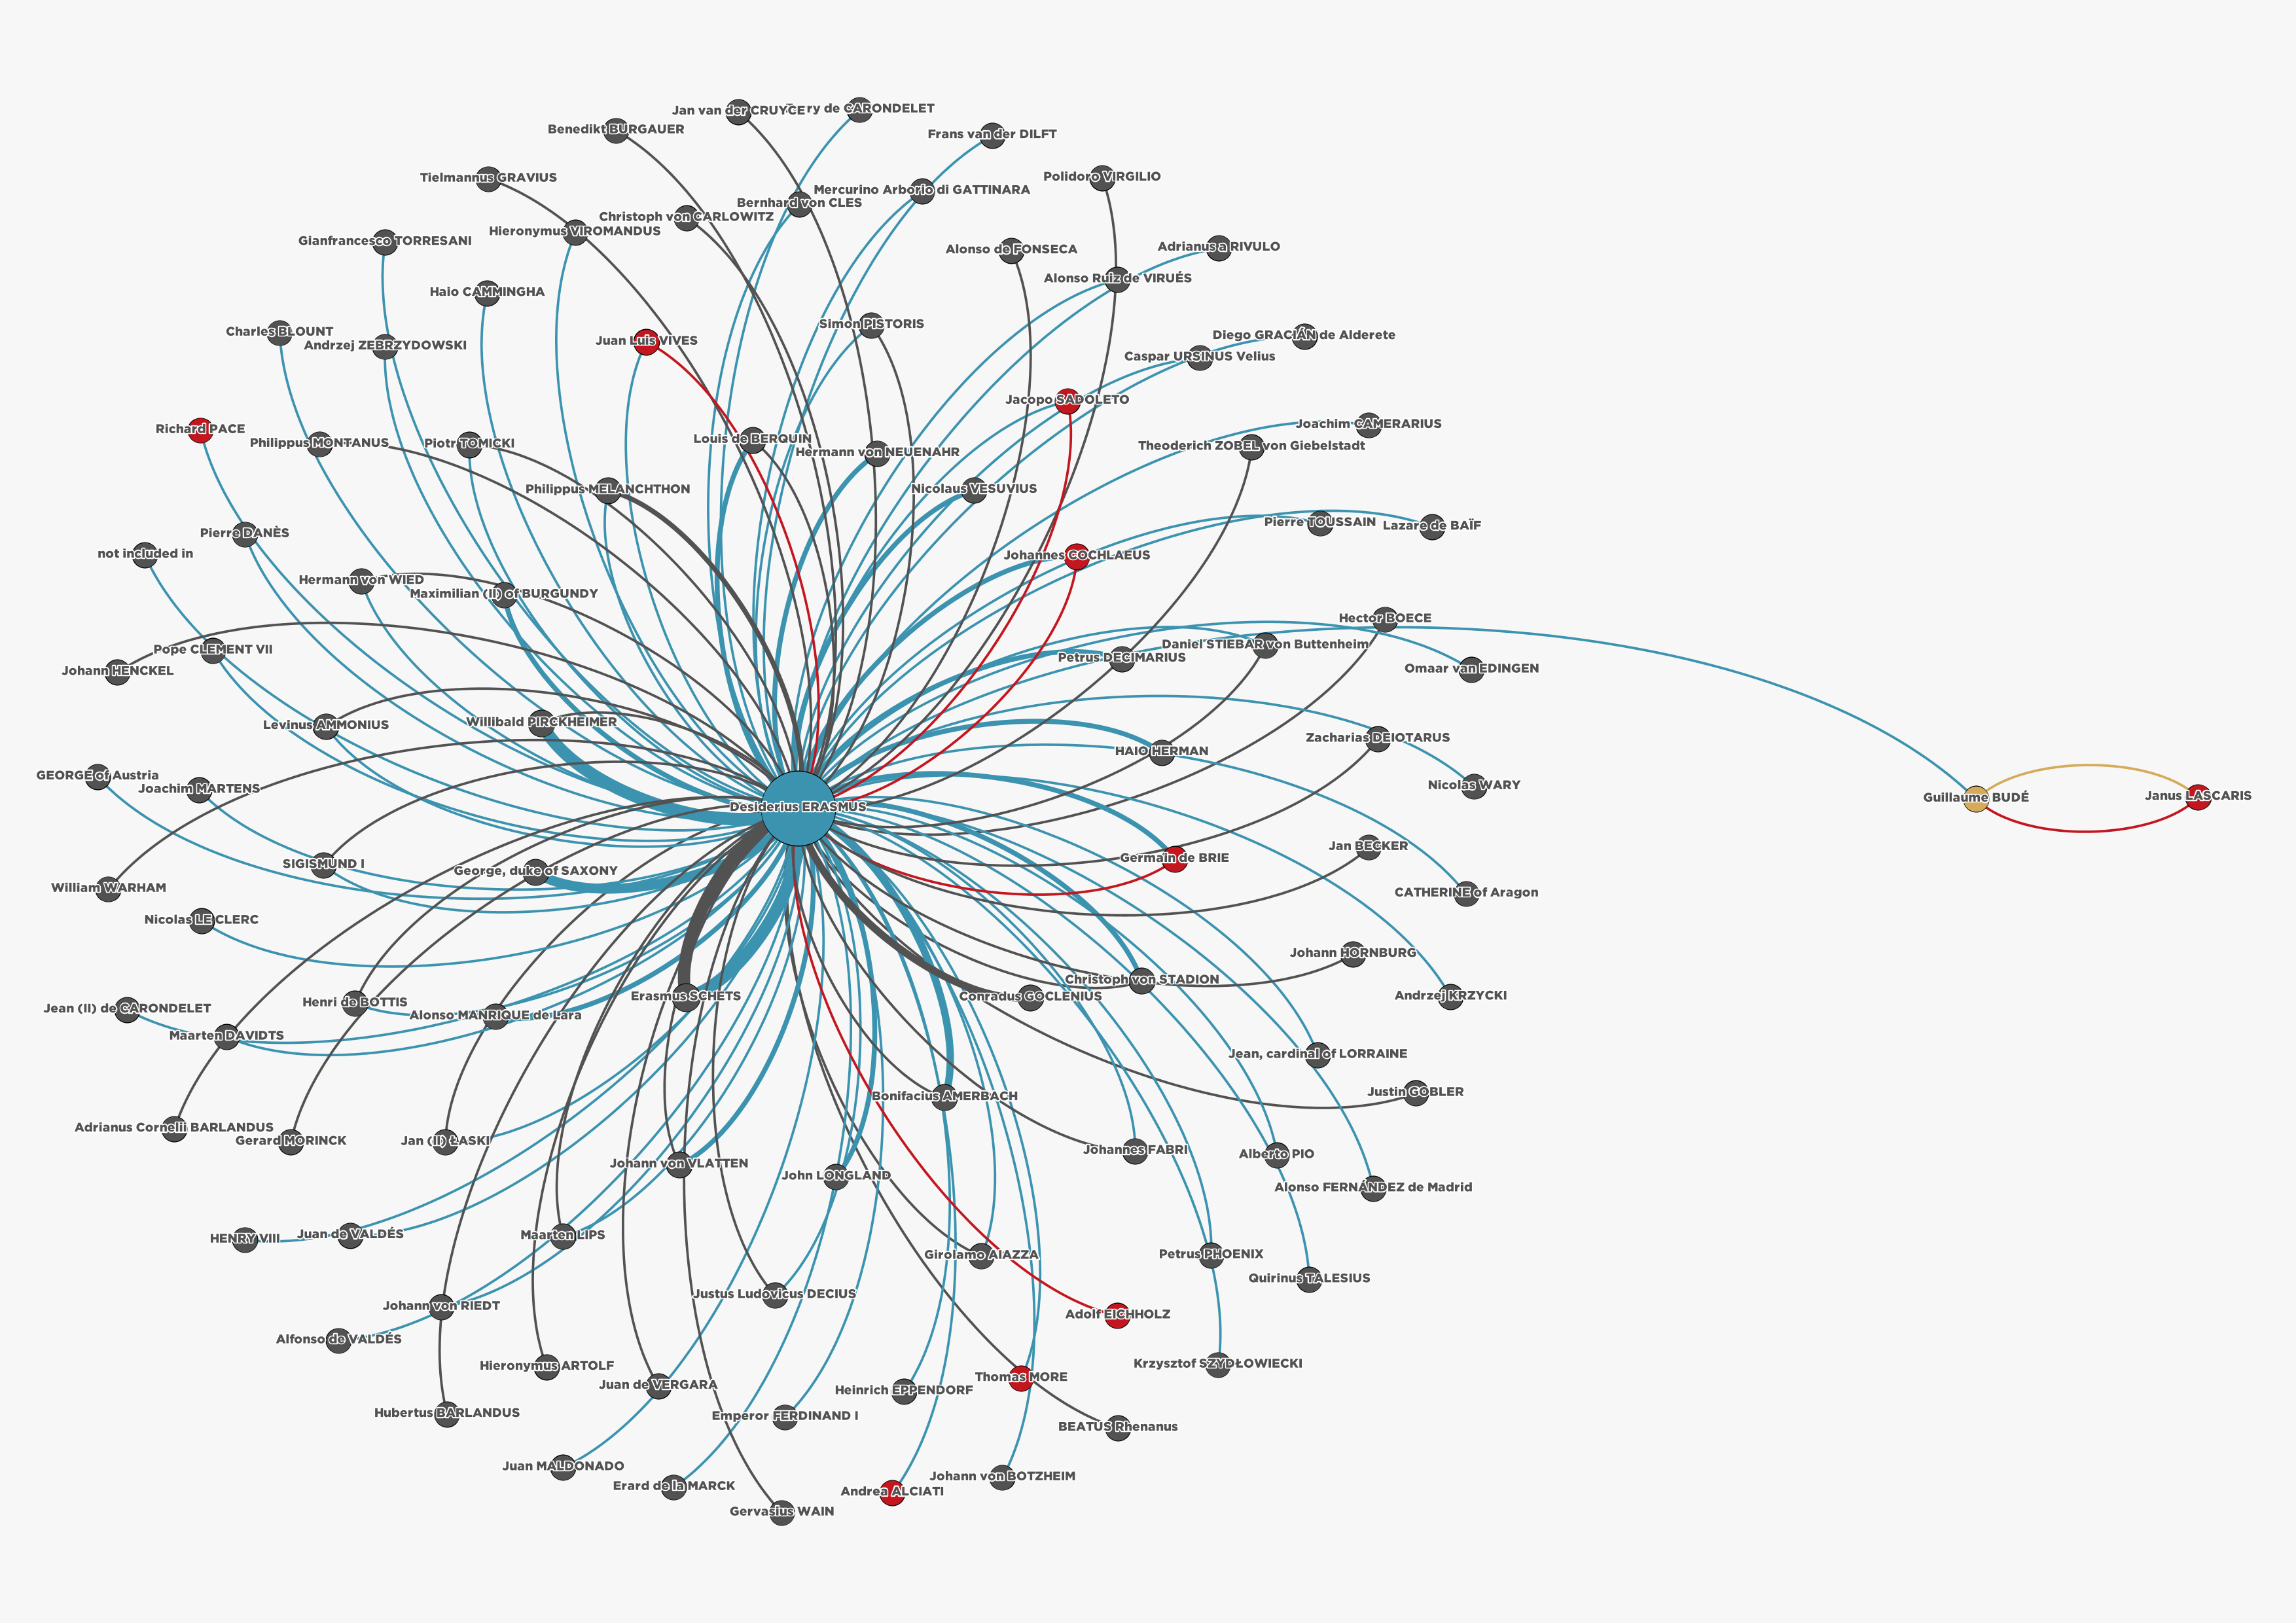 Jan van der CRUYCE
ry de CARONDELET
Benedikt BURGAUER
Frans van der DILFT
Tielmannus GRAVIUS
Polidoro VIRGILIO
Mercurino Arborio di GATTINARA
Bernhard von CLES
Christoph von CARLOWITZ
Hieronymus VIROMANDUS
Gianfrancesco TORRESANI
Alonso de FONSECA
Adrianus a RIVULO
Alonso Ruiz de VIRUÉS
Haio CAMMINGHA
Simon PISTORIS
Charles BLOUNT
Andrzej ZEBRZYDOWSKI
Juan Luis VIVES
Diego GRACIÁN de Alderete
Caspar URSINUS Velius
Jacopo SADOLETO
Richard PACE
Philippus MONTANUS
Piotr TOMICKI
Louis de BERQUIN
Hermann von NEUENAHR
Joachim CAMERARIUS
Theoderich ZOBEL von Giebelstadt
Philippus MELANCHTHON
Nicolaus VESUVIUS
Pierre DANÈS
Pierre TOUSSAIN
Lazare de BAÏF
not included in
Johannes COCHLAEUS
Hermann von WIED
Maximilian (II) of BURGUNDY
Hector BOECE
Pope CLEMENT VII
Daniel STIEBAR von Buttenheim
Petrus DECIMARIUS
Johann HENCKEL
Omaar van EDINGEN
Levinus AMMONIUS
Willibald PIRCKHEIMER
Zacharias DEIOTARUS
HAIO HERMAN
GEORGE of Austria
Joachim MARTENS
Nicolas WARY
Desiderius ERASMUS
Guillaume BUDÉ
Janus LASCARIS
SIGISMUND I
George, duke of SAXONY
Germain de BRIE
Jan BECKER
William WARHAM
CATHERINE of Aragon
Nicolas LE CLERC
Johann HORNBURG
Christoph von STADION
Erasmus SCHETS
Conradus GOCLENIUS
Andrzej KRZYCKI
Jean (II) de CARONDELET
Henri de BOTTIS
Alonso MANRIQUE de Lara
Maarten DAVIDTS
Jean, cardinal of LORRAINE
Justin GOBLER
Bonifacius AMERBACH
Adrianus Cornelii BARLANDUS
Gerard MORINCK
Jan (II) ŁASKI
Johannes FABRI
Alberto PIO
Johann von VLATTEN
John LONGLAND
Alonso FERNÁNDEZ de Madrid
HENRY VIII
Juan de VALDÉS
Maarten LIPS
Girolamo AIAZZA
Petrus PHOENIX
Quirinus TALESIUS
Justus Ludovicus DECIUS
Johann von RIEDT
Adolf EICHHOLZ
Alfonso de VALDÉS
Hieronymus ARTOLF
Krzysztof SZYDŁOWIECKI
Juan de VERGARA
Heinrich EPPENDORF
Thomas MORE
Hubertus BARLANDUS
Emperor FERDINAND I
BEATUS Rhenanus
Juan MALDONADO
Erard de la MARCK
Andrea ALCIATI
Johann von BOTZHEIM
Gervasius WAIN